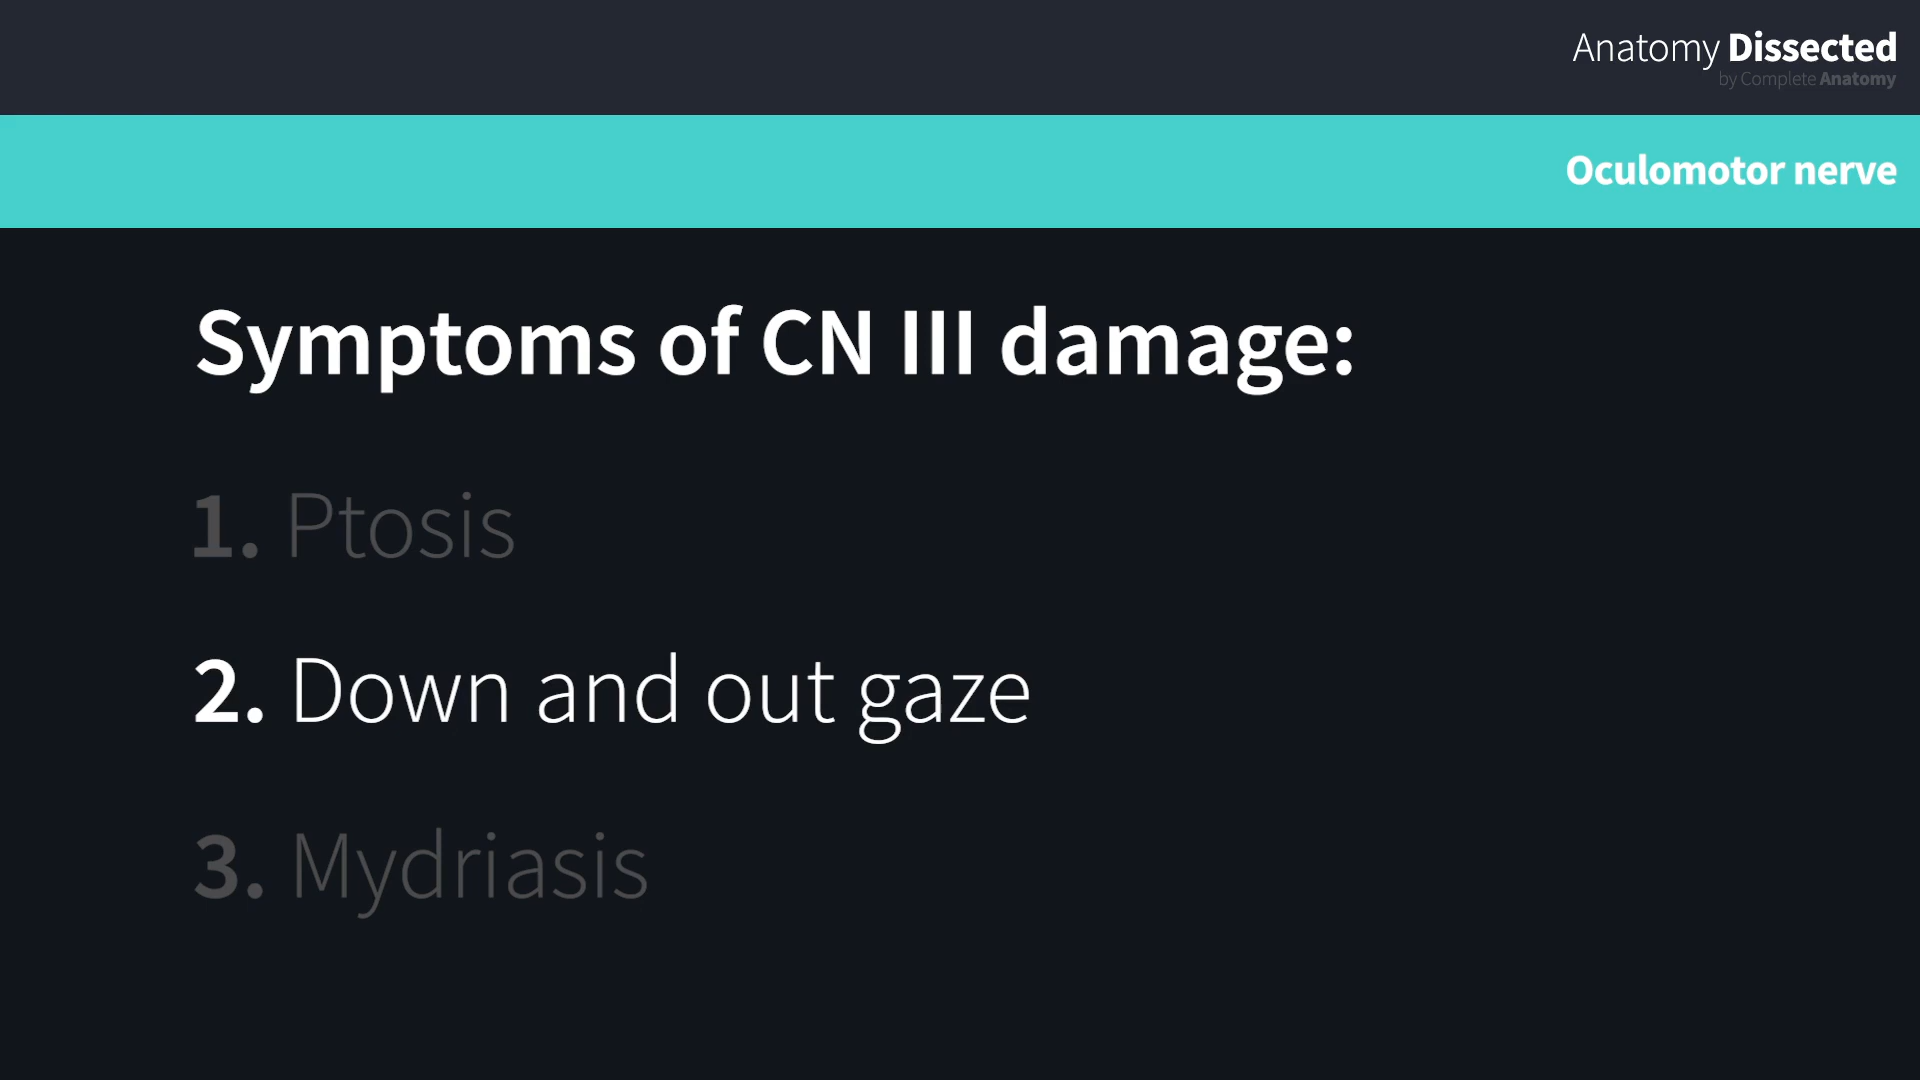 Anatomy Dissected
by Complete Anatomy
Oculomotor nerve
Symptoms of CN III damage:
1. Ptosis
2. Down and out gaze
3. Mydriasis